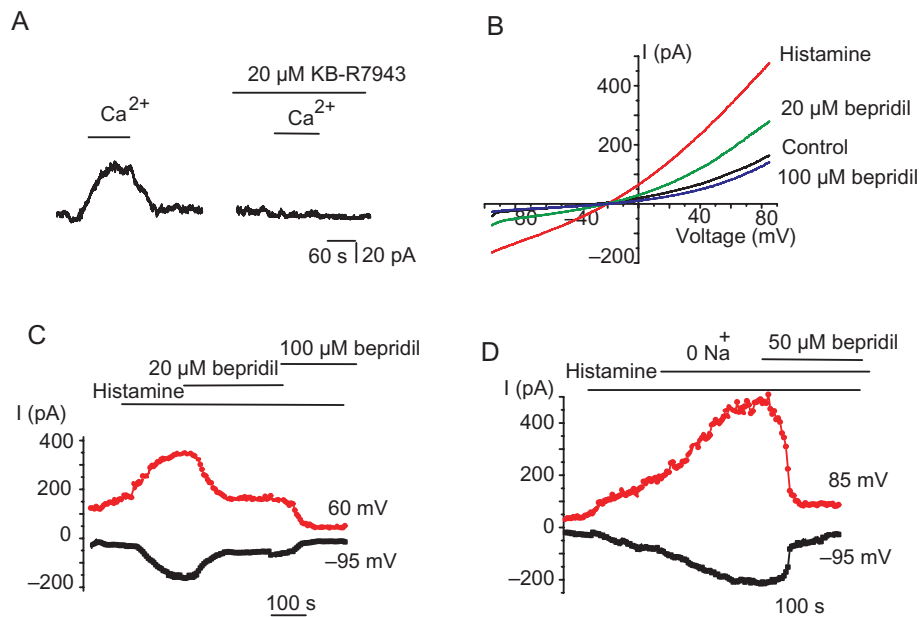 A
20 µM KB-R7943
Ca2+
Ca2+
60 s
20 pA
B
I (pA)
Histamine
400
20 µM bepridil
200
Control
100 µM bepridil
80
−40
40
80
Voltage (mV)
−200
C
100 µM bepridil
20 µM bepridil
Histamine
I (pA)
400
200
0
−200
60 mV
−95 mV
100 s
D
50 µM bepridil
0 Na+
Histamine
I (pA)
400
200
0
−200
85 mV
−95 mV
100 s